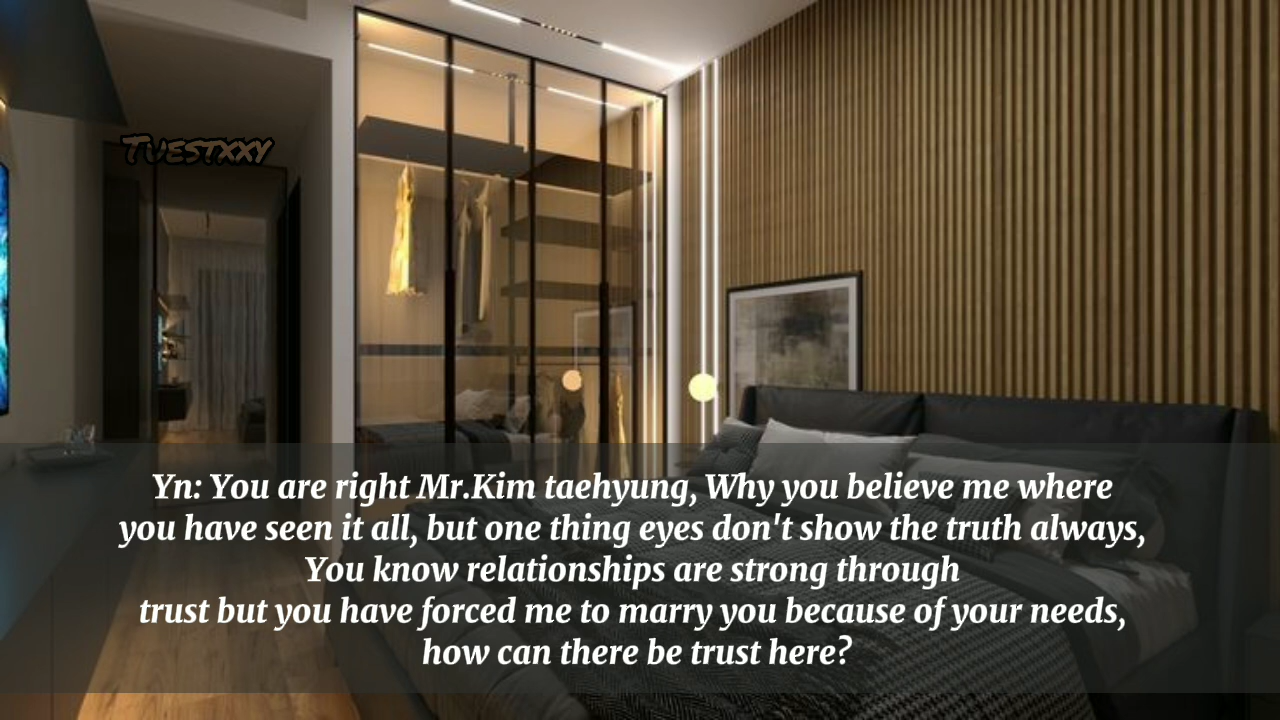 Tuestxxy
Yn: You are right Mr.Kim taehyung, Why you believe me where
you have seen it all, but one thing eyes don't show the truth always,
You know relationships are strong through
trust but you have forced me to marry you because of your needs,
how can there be trust here?